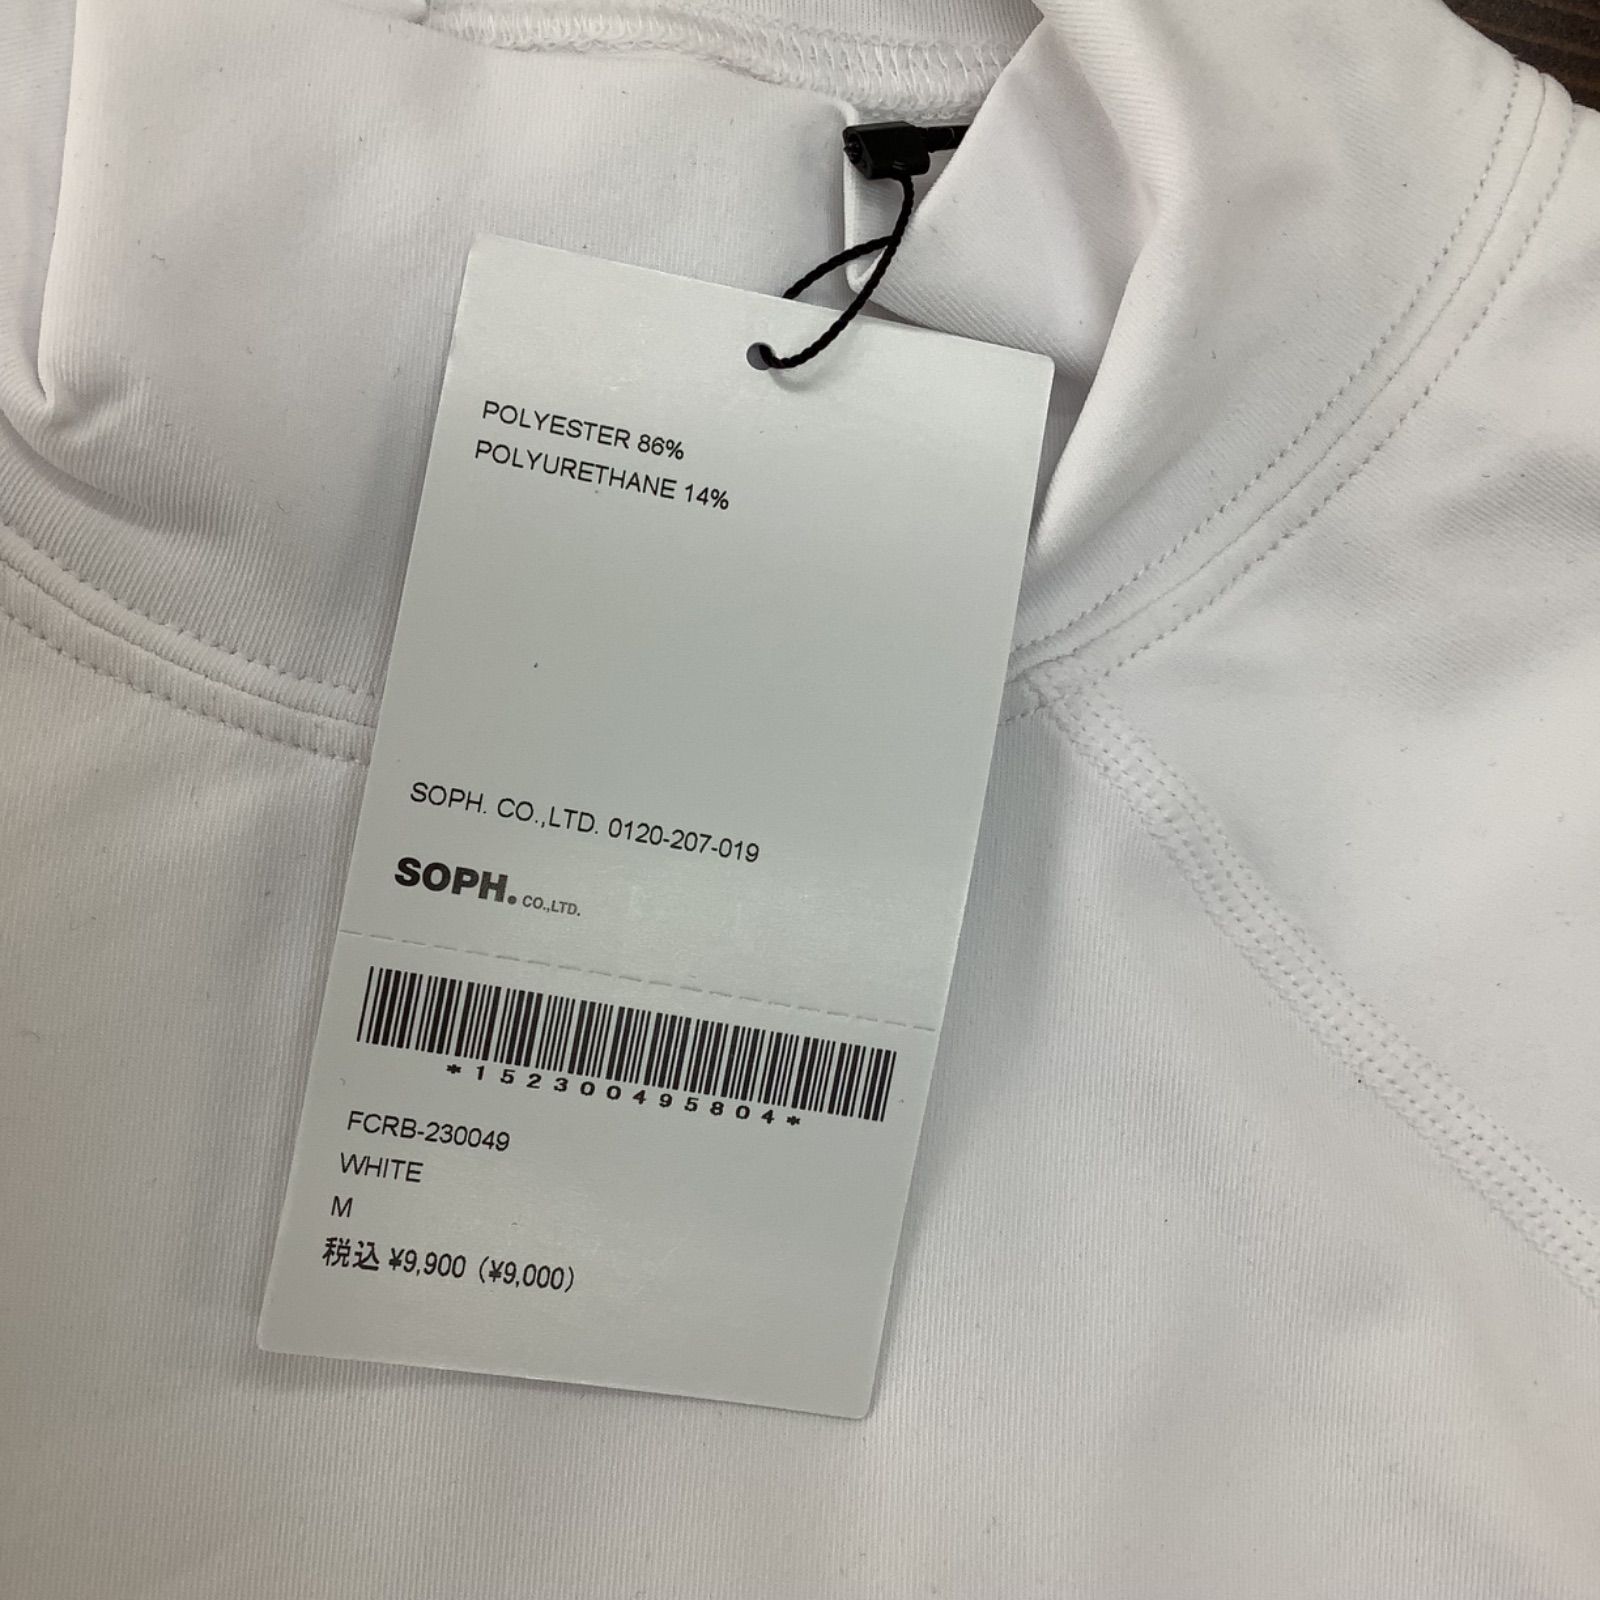 POLYESTER 86%
POLYURETHANE 14%
SOPH. CO.,LTD. 0120-207-019
SOPH. CO.,LTD.
*152300495804*
FCRB-230049
WHITE
M
税込 ¥9,900 (¥9,000)